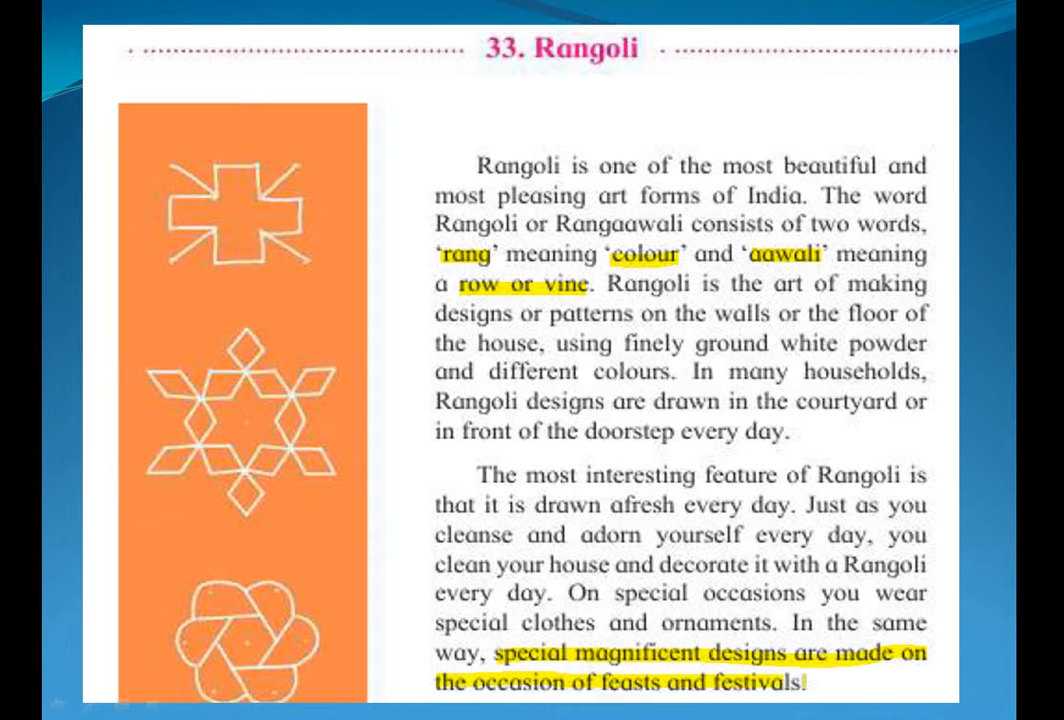 33. Rangoli
Rangoli is one of the most beautiful and
most pleasing art forms of India. The word
Rangoli or Rangaawali consists of two words,
‘rang’ meaning ‘colour’ and ‘aawali’ meaning
a row or vine. Rangoli is the art of making
designs or patterns on the walls or the floor of
the house, using finely ground white powder
and different colours. In many households,
Rangoli designs are drawn in the courtyard or
in front of the doorstep every day.
The most interesting feature of Rangoli is
that it is drawn afresh every day. Just as you
cleanse and adorn yourself every day, you
clean your house and decorate it with a Rangoli
every day. On special occasions you wear
special clothes and ornaments. In the same
way, special magnificent designs are made on
the occasion of feasts and festivals!